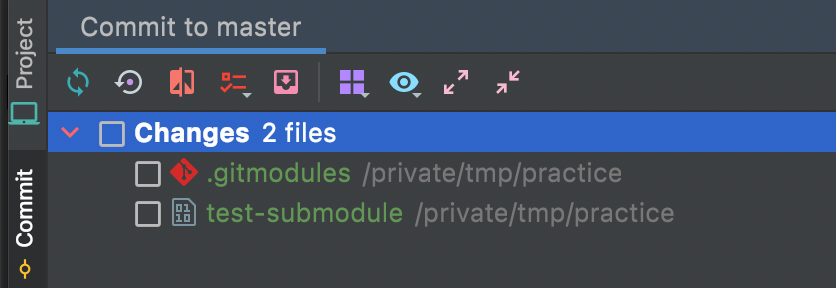 Commit to master
Project
Changes 2 files
.gitmodules /private/tmp/practice
test-submodule /private/tmp/practice
Commit